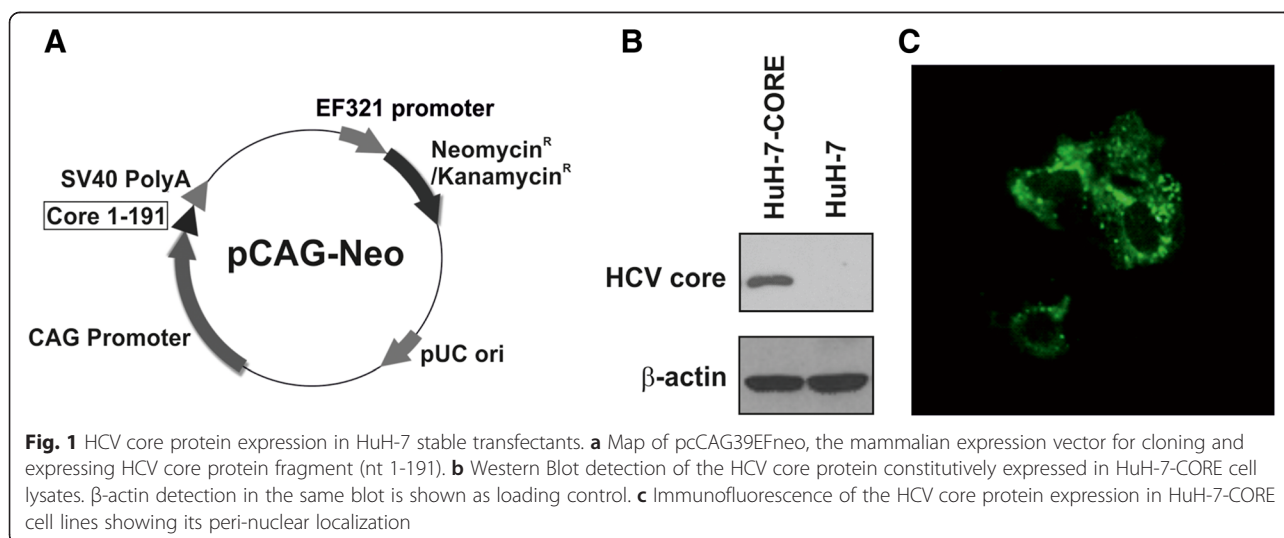 A
EF321 promoter
Neomycin^R
/Kanamycin^R
SV40 PolyA
Core 1-191
pCAG-Neo
CAG Promoter
pUC ori
B
HuH-7-CORE
HuH-7
HCV core
β-actin
C
Fig. 1 HCV core protein expression in HuH-7 stable transfectants. a Map of pcCAG39EFneo, the mammalian expression vector for cloning and
expressing HCV core protein fragment (nt 1-191). b Western Blot detection of the HCV core protein constitutively expressed in HuH-7-CORE cell
lysates. β-actin detection in the same blot is shown as loading control. c Immunofluorescence of the HCV core protein expression in HuH-7-CORE
cell lines showing its peri-nuclear localization